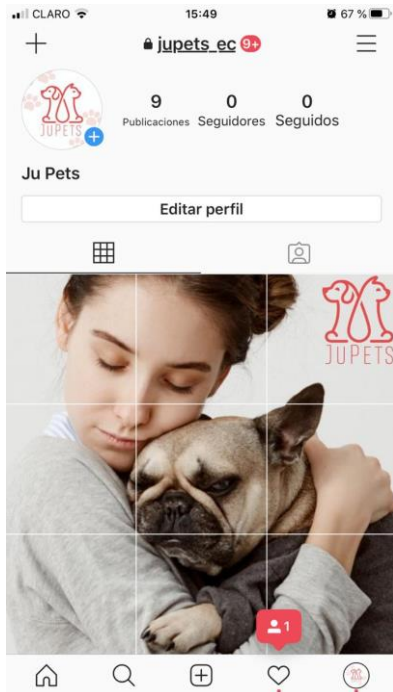 CLARO 15:49 67 %
jupets_ec 9+
JUPETS
9 0 0
Publicaciones Seguidores Seguidos
Ju Pets
Editar perfil
JUPETS
1